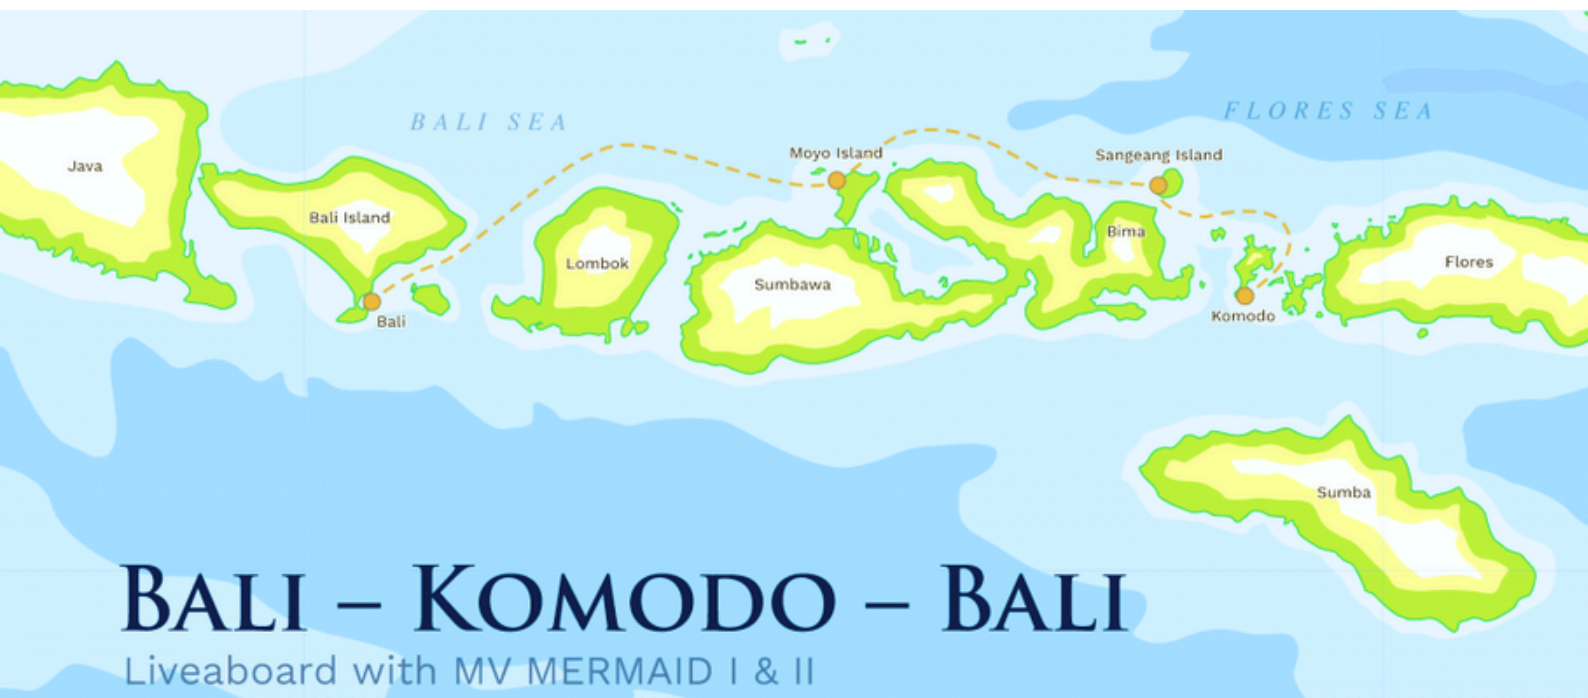 BALI SEA
FLORES SEA
Moyo Island
Sangeang Island
Java
Bali Island
Bima
Lombok
Flores
Sumbawa
Bali
Komodo
Sumba
BALI – KOMODO – BALI
Liveaboard with MV MERMAID I & II